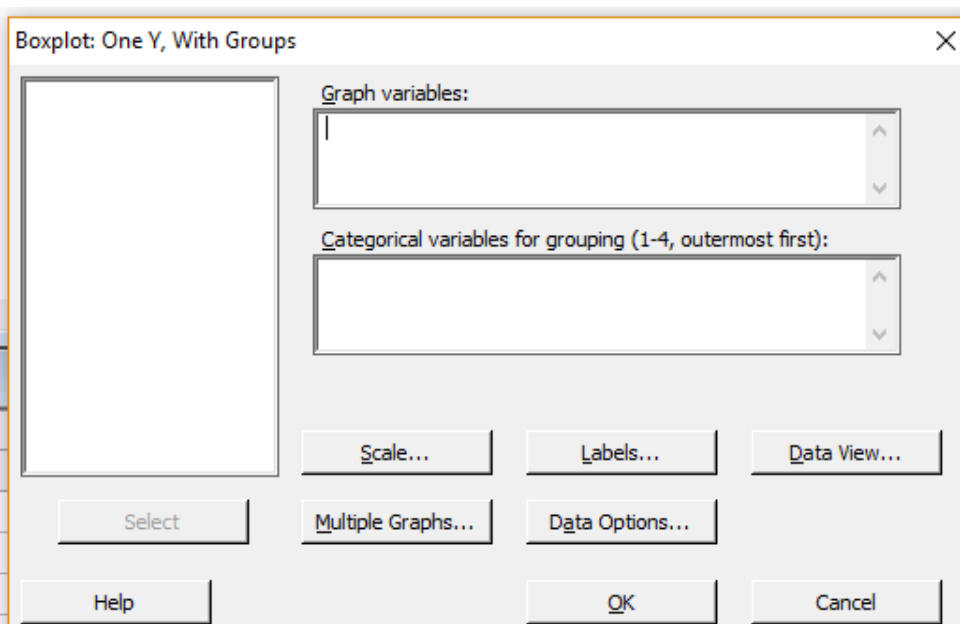 Boxplot: One Y, With Groups
Graph variables:
Categorical variables for grouping (1-4, outermost first):
Scale... Labels... Data View...
Select Multiple Graphs... Data Options...
Help OK Cancel